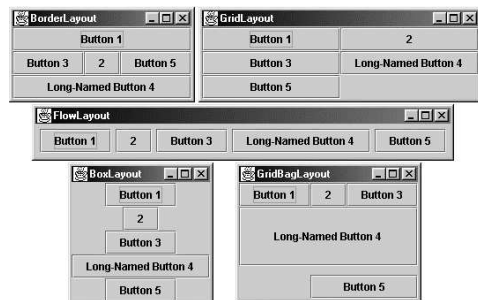 BorderLayout
Button 1
Button 3 2 Button 5
Long-Named Button 4
GridLayout
Button 1 2
Button 3 Long-Named Button 4
Button 5
FlowLayout
Button 1 2 Button 3 Long-Named Button 4 Button 5
BoxLayout
Button 1
2
Button 3
Long-Named Button 4
Button 5
GridBagLayout
Button 1 2 Button 3
Long-Named Button 4
Button 5